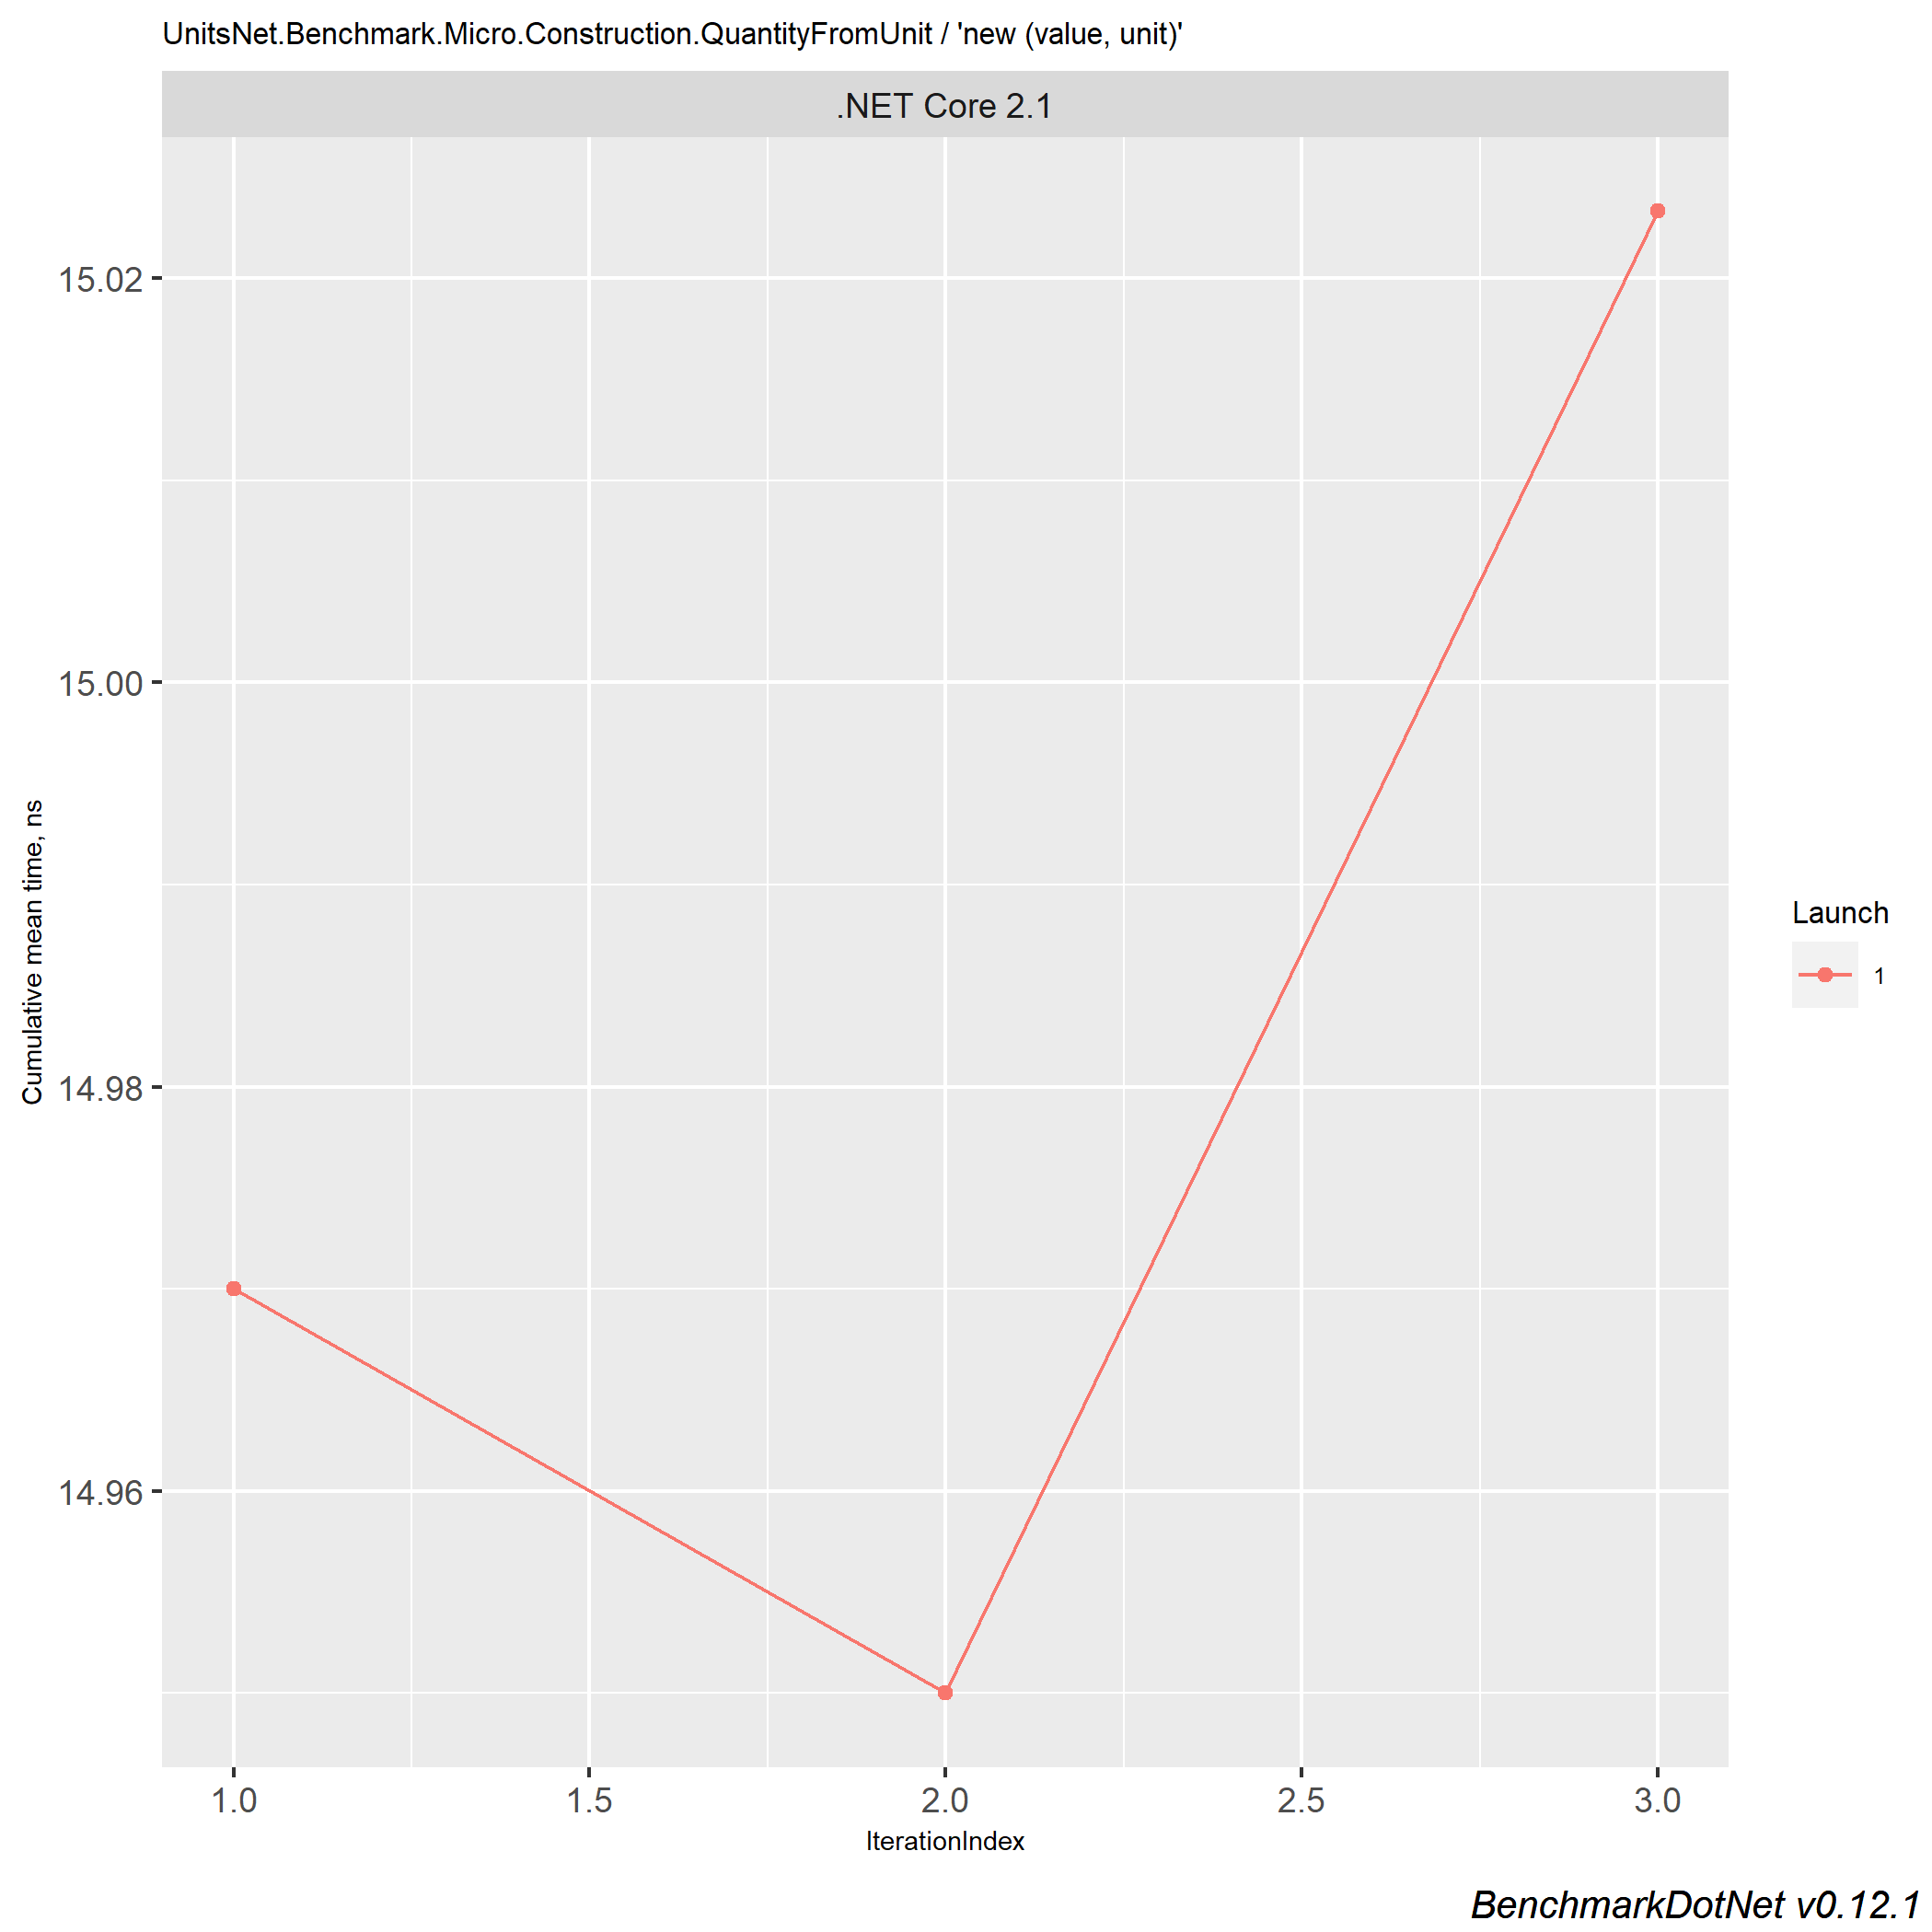 UnitsNet.Benchmark.Micro.Construction.QuantityFromUnit / 'new (value, unit)'
.NET Core 2.1
15.02
15.00
14.98
14.96
Cumulative mean time, ns
1.0 1.5 2.0 2.5 3.0
IterationIndex
Launch
1
BenchmarkDotNet v0.12.1